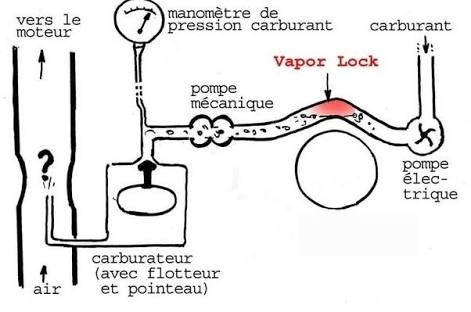 vers le
moteur
manomètre de
pression carburant
carburant
Vapor Lock
pompe
mécanique
?
pompe
élec-
trique
carburateur
(avec flotteur
et pointeau)
air